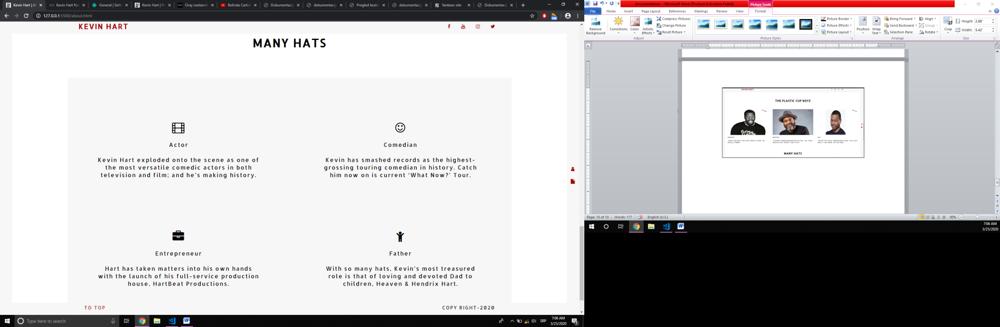 Kevin Hart | A
Kevin Hart Na
General | Sett
Kevin Hart | H
Ovaj nastavni
Belinda Carlisl
Dokumentacij
dokumentacija
Pregled bodov
dokumentacija
Yankees site
Dokumentacij
127.0.0.1:5500/about.html
100
KEVIN HART
MANY HATS
Actor
Kevin Hart exploded onto the scene as one of
the most versatile comedic actors in both
television and film; and he's making history.
Comedian
Kevin has smashed records as the highest-
grossing touring comedian in history. Catch
him now on is current ‘What Now?’ Tour.
Entrepreneur
Hart has taken matters into his own hands
with the launch of his full-service production
house, HartBeat Productions.
Father
With so many hats, Kevin's most treasured
role is that of loving and devoted Dad to
children, Heaven & Hendrix Hart.
TO TOP
COPY RIGHT-2020
Type here to search
SRP
7:06 AM
3/25/2020
2
documentation - Microsoft Word (Product Activation Failed)
Picture Tools
File
Home
Insert
Page Layout
References
Mailings
Review
View
Format
Remove
Background
Corrections
Color
Artistic
Effects
Compress Pictures
Change Picture
Reset Picture
Adjust
Picture Styles
Picture Border
Picture Effects
Picture Layout
Position
Wrap
Text
Bring Forward
Send Backward
Selection Pane
Align
Group
Rotate
Arrange
Crop
Height: 2.68"
Width: 5.42"
Size
KEVIN HART
THE PLASTIC CUP BOYZ
DANCER
WRITER
MANY HATS
Page: 10 of 10
Words: 177
English (U.S.)
90%
7:06 AM
3/25/2020